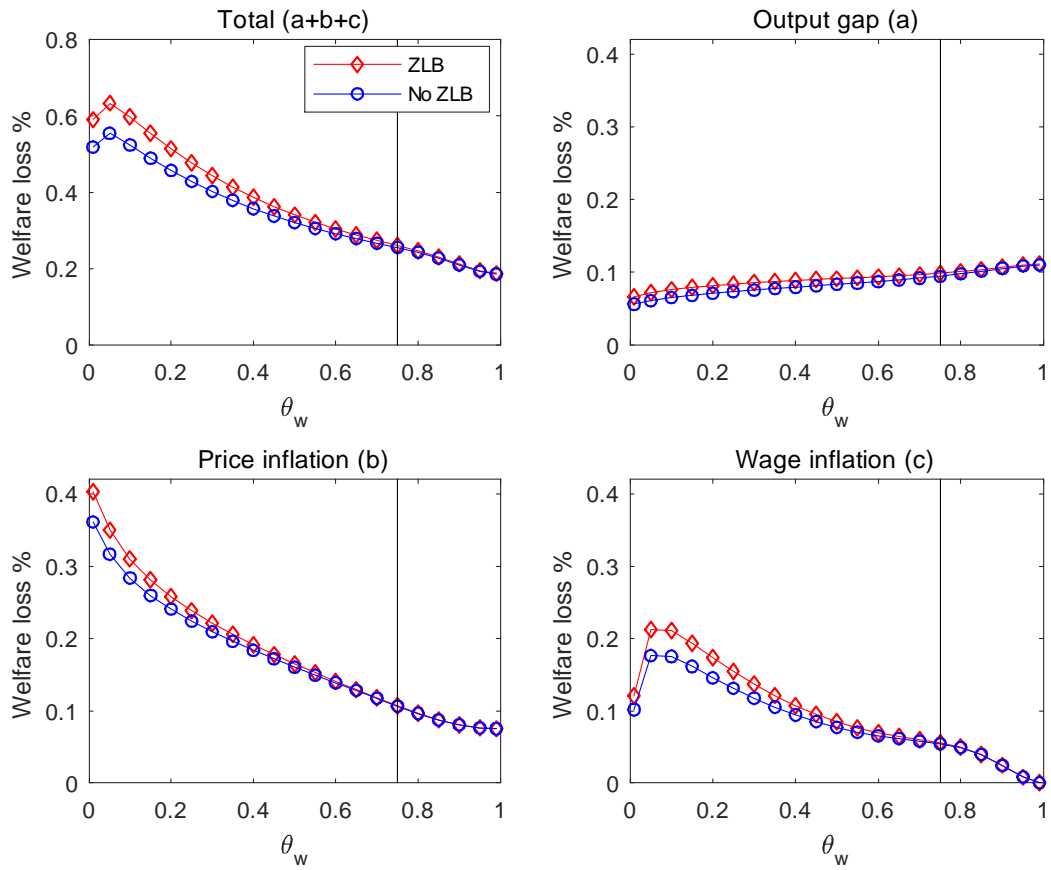 Total (a+b+c)
Welfare loss %
0.8
0.6
0.4
0.2
0
ZLB
No ZLB
0 0.2 0.4 0.6 0.8 1
θw
Output gap (a)
Welfare loss %
0.4
0.3
0.2
0.1
0
0 0.2 0.4 0.6 0.8 1
θw
Price inflation (b)
Welfare loss %
0.4
0.3
0.2
0.1
0
0 0.2 0.4 0.6 0.8 1
θw
Wage inflation (c)
Welfare loss %
0.4
0.3
0.2
0.1
0
0 0.2 0.4 0.6 0.8 1
θw